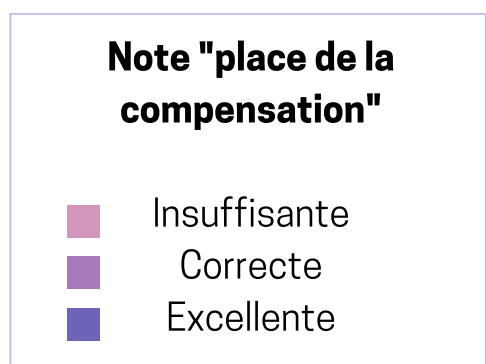 Note "place de la
compensation"
Insuffisante
Correcte
Excellente